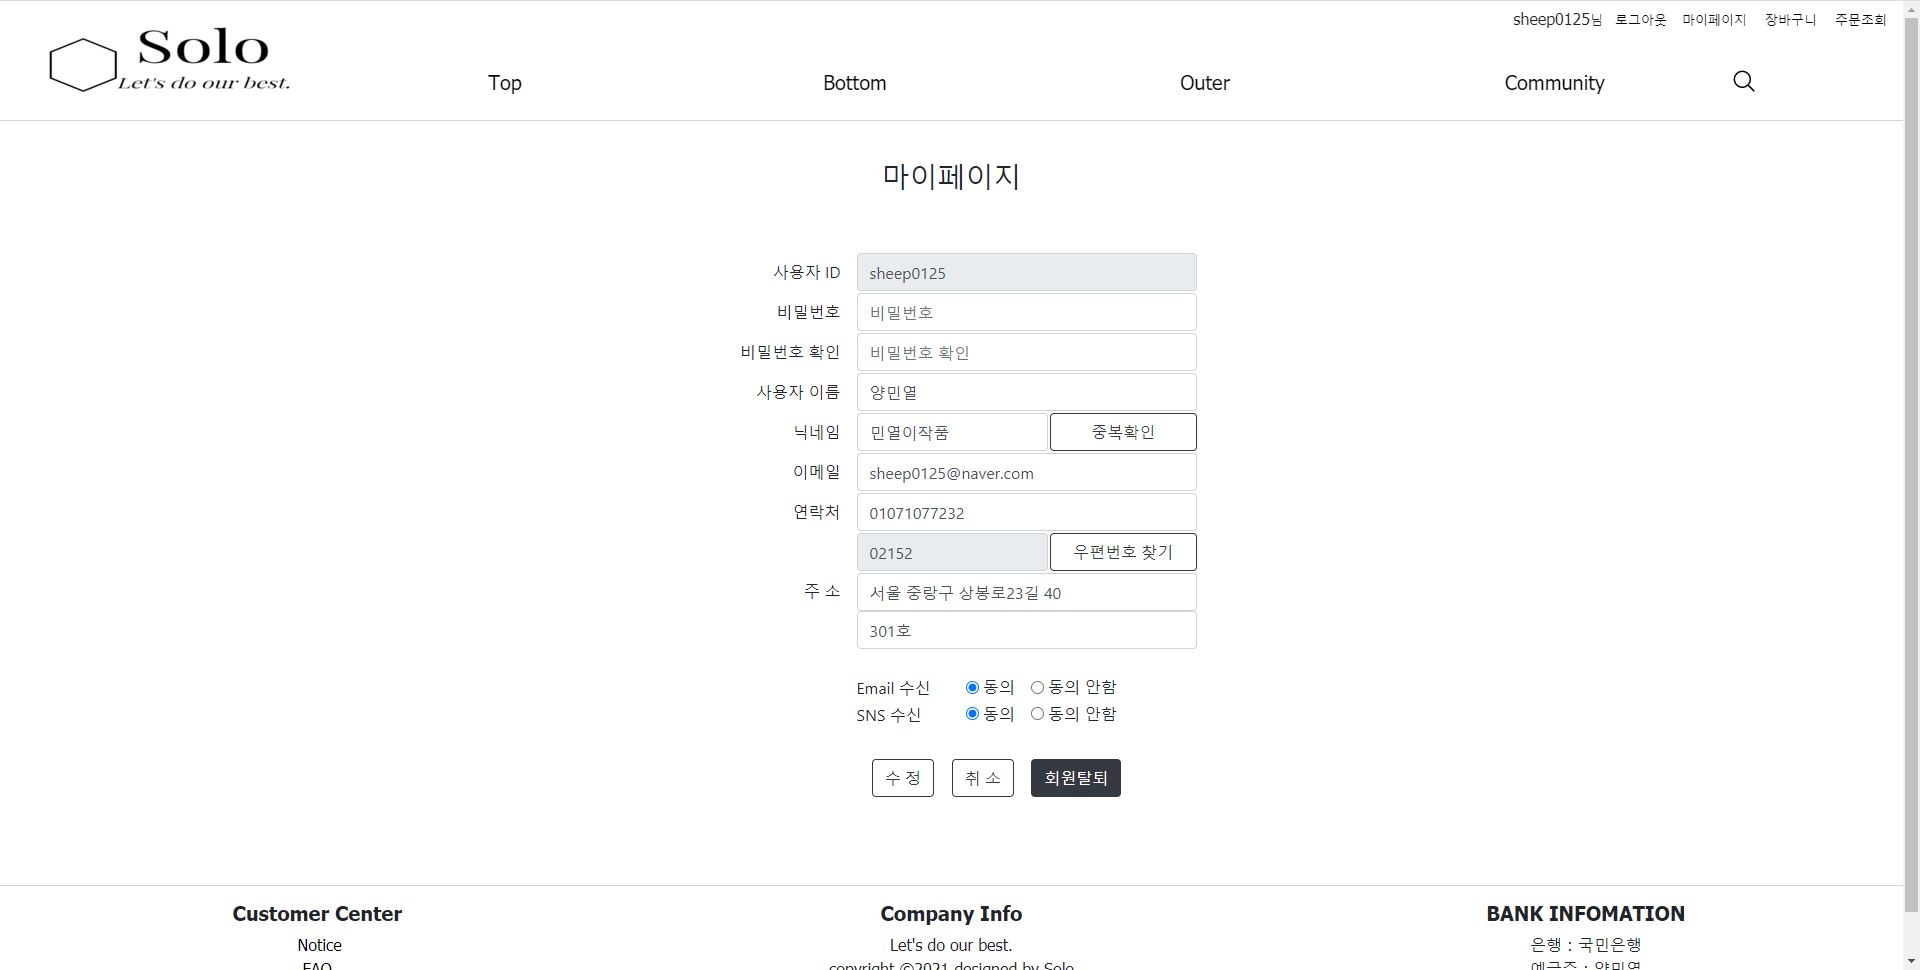 sheep0125님 로그아웃 마이페이지 장바구니 주문조회
Solo
Let's do our best.
Top Bottom Outer Community
마이페이지
사용자 ID sheep0125
비밀번호 비밀번호
비밀번호 확인 비밀번호 확인
사용자 이름 양민열
닉네임 민열이작품 중복확인
이메일 sheep0125@naver.com
연락처 01071077232
02152 우편번호 찾기
주 소 서울 중랑구 상봉로23길 40
301호
Email 수신 동의 동의 안함
SNS 수신 동의 동의 안함
수 정 취 소 회원탈퇴
Customer Center Company Info BANK INFOMATION
Notice Let's do our best. 은행 : 국민은행
FAQ copyright ©2021 designed by Solo 예금주 : 양민열